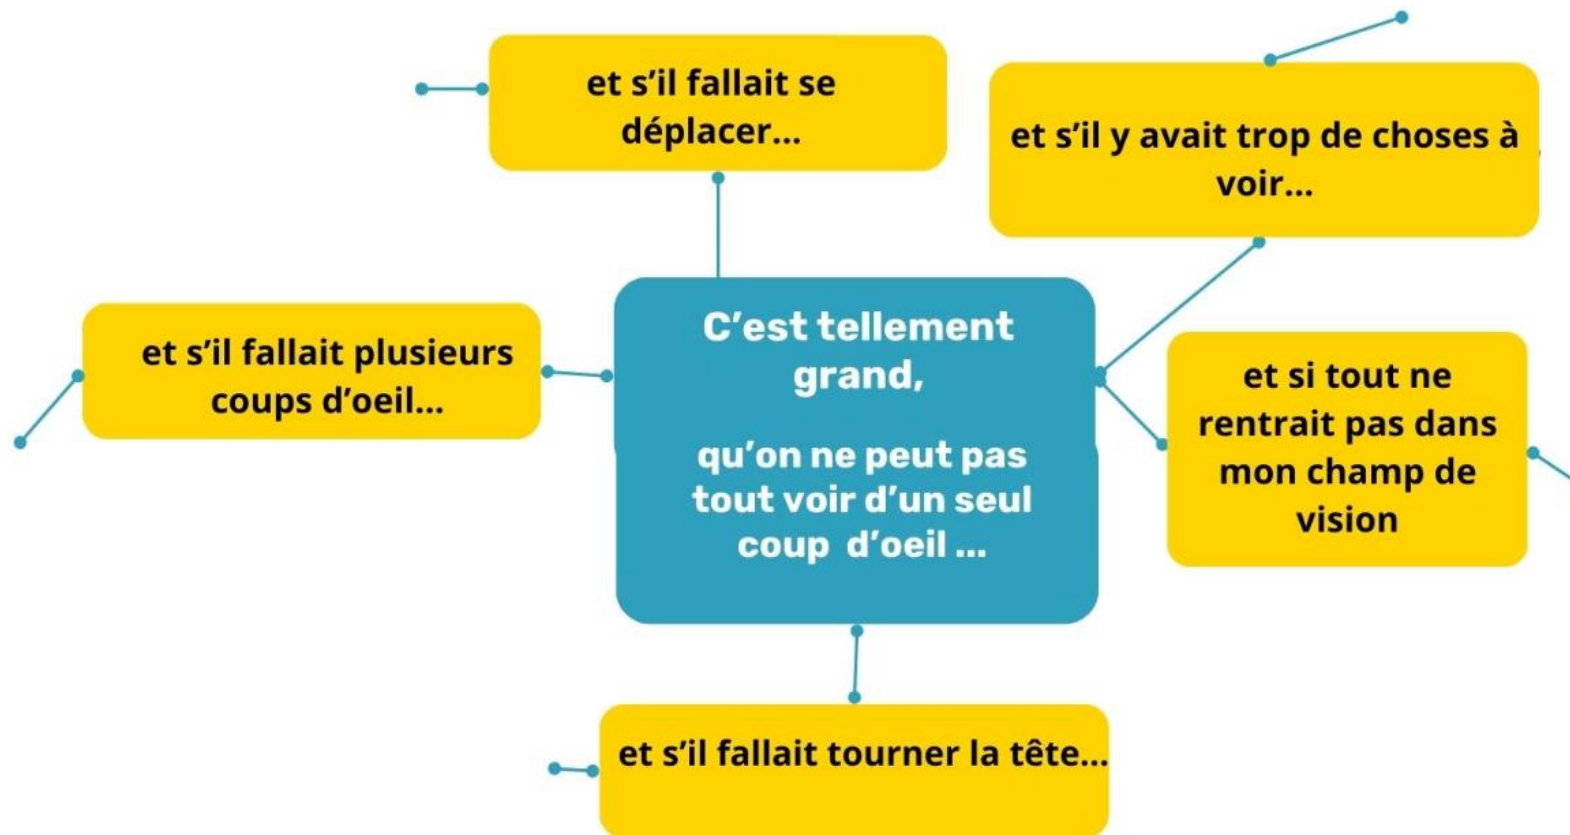 et s'il fallait se
déplacer...
et s'il y avait trop de choses à
voir...
et s'il fallait plusieurs
coups d'oeil...
C'est tellement
grand,
qu'on ne peut pas
tout voir d'un seul
coup  d'oeil ...
et si tout ne
rentrait pas dans
mon champ de
vision
et s'il fallait tourner la tête...